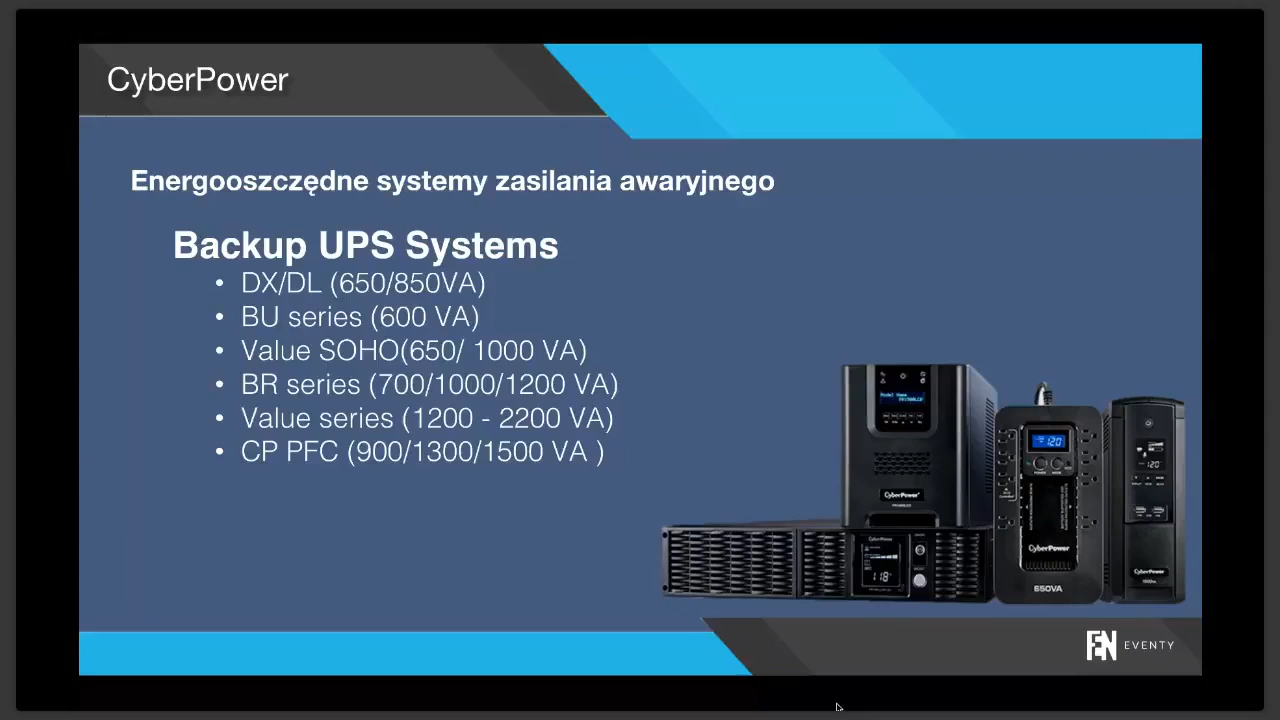 CyberPower
Energooszczędne systemy zasilania awaryjnego
Backup UPS Systems
• DX/DL (650/850VA)
• BU series (600 VA)
• Value SOHO(650/ 1000 VA)
• BR series (700/1000/1200 VA)
• Value series (1200 - 2200 VA)
• CP PFC (900/1300/1500 VA )
CyberPower
120
CyberPower
118
CyberPower
650VA
120
CyberPower
EN EVENTY